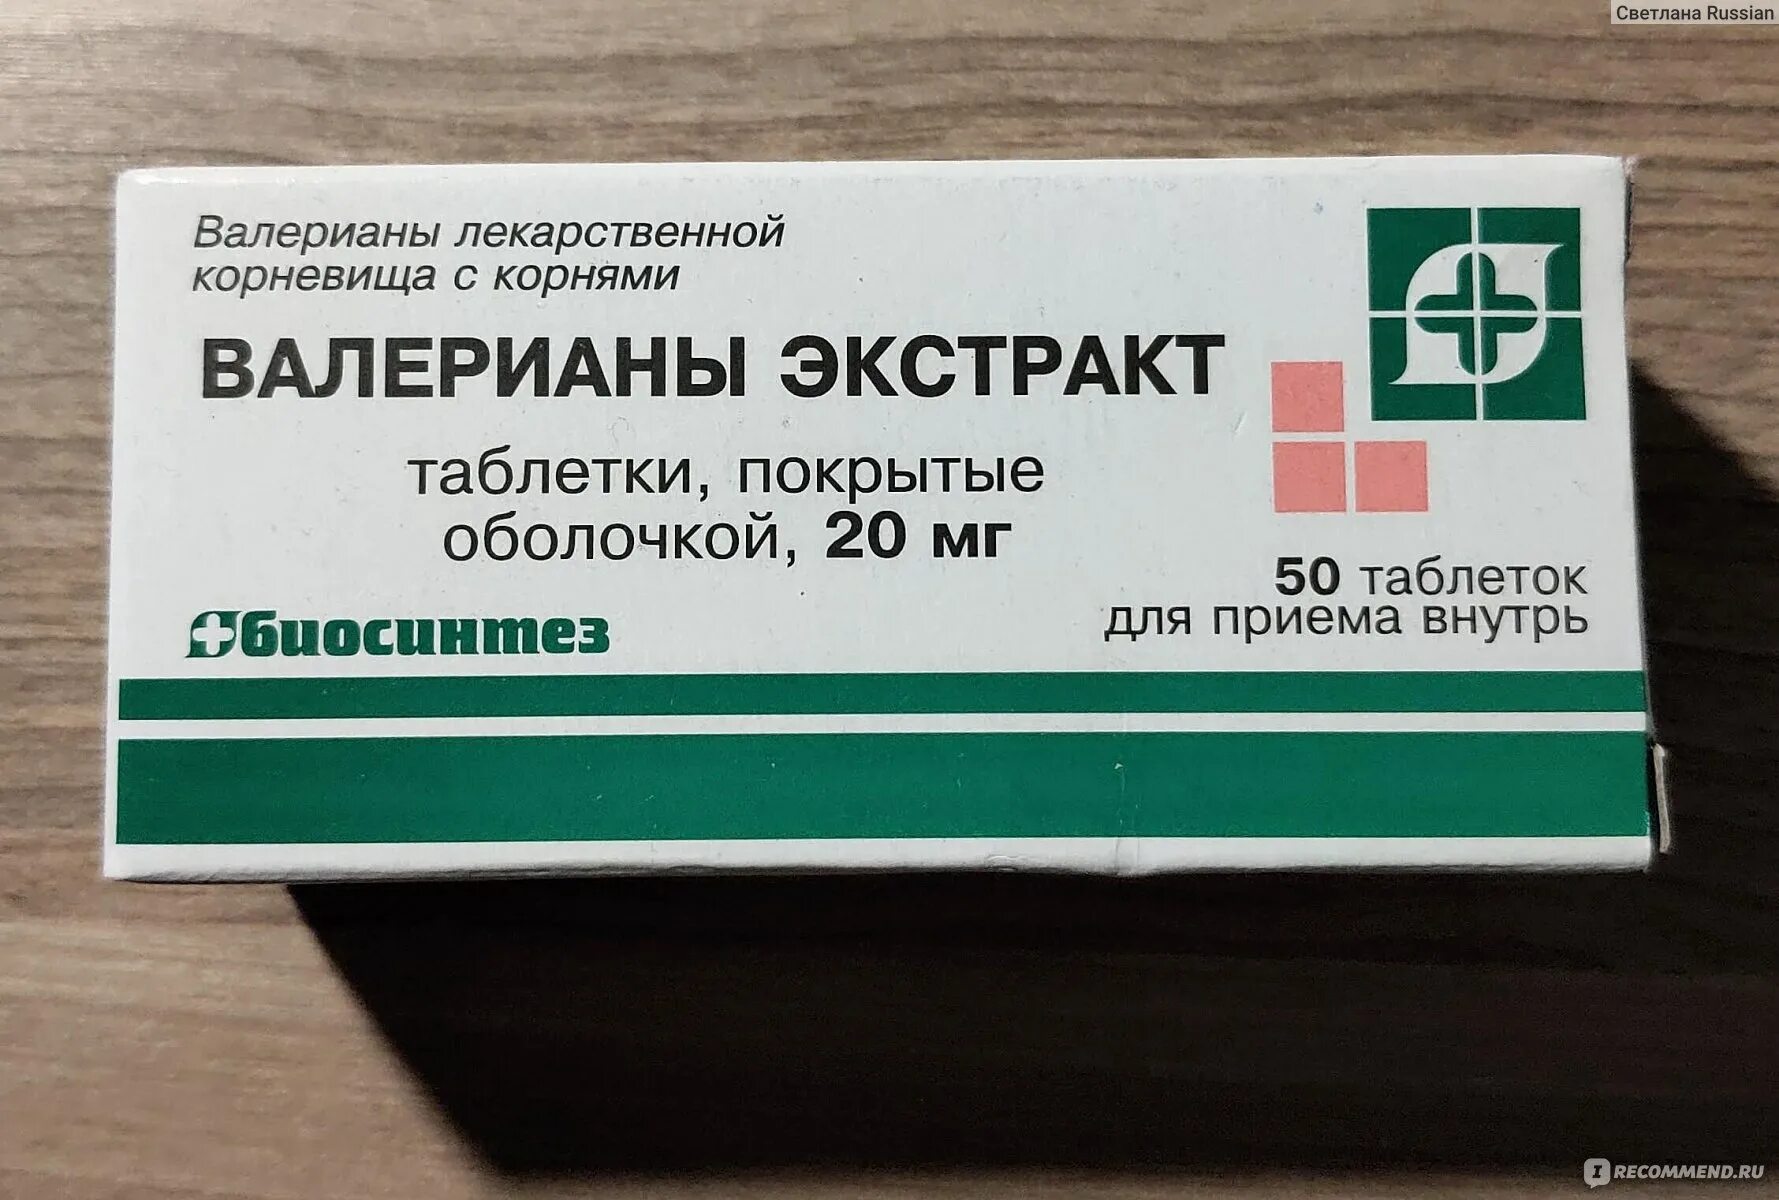 Светлана Russian
Валерианы лекарственной
корневища с корнями
ВАЛЕРИАНЫ ЭКСТРАКТ
таблетки, покрытые
оболочкой, 20 мг
50 таблеток
для приема внутрь
биосинтез
IRECOMMEND.RU